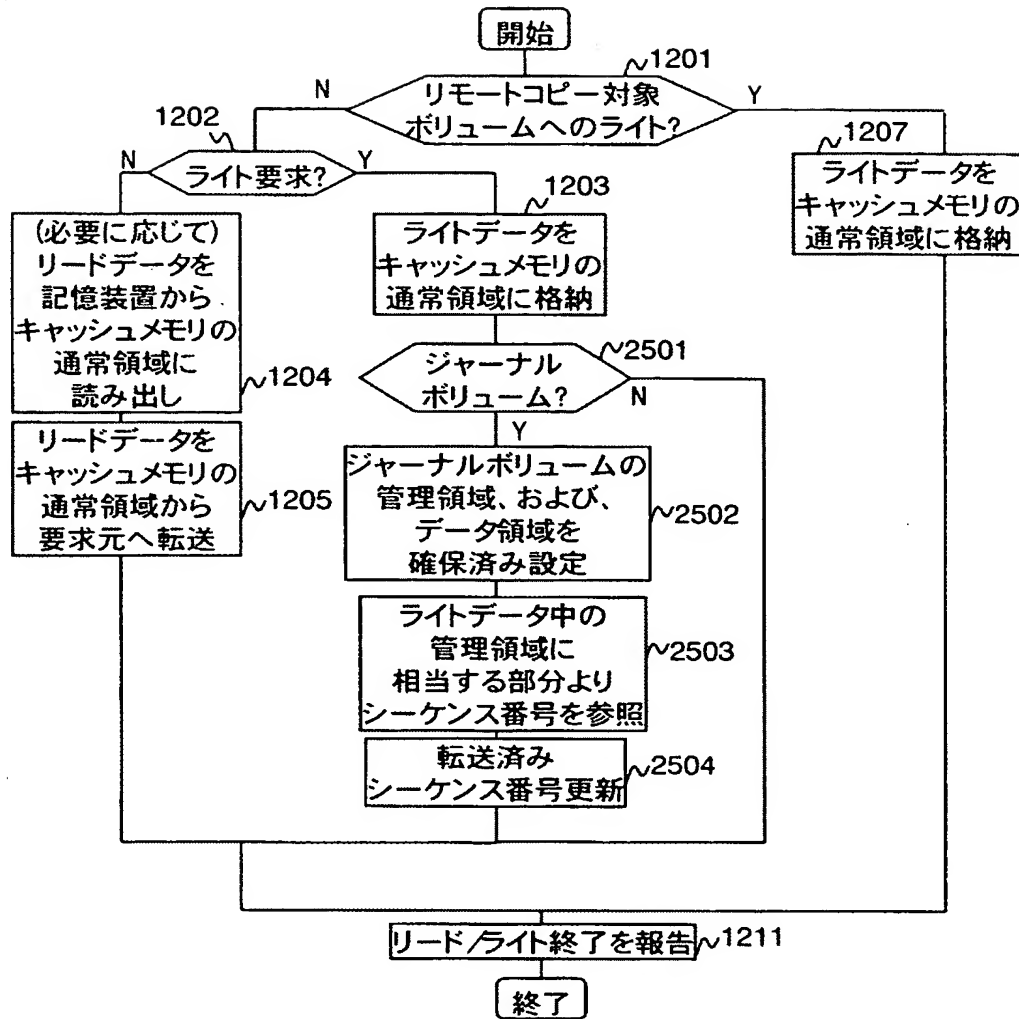 開始
1201
N
リモートコピー対象
ボリュームへのライト?
Y
1202
N
ライト要求?
Y
1207
ライトデータを
キャッシュメモリの
通常領域に格納
1203
ライトデータを
キャッシュメモリの
通常領域に格納
(必要に応じて)
リードデータを
記憶装置から
キャッシュメモリの
通常領域に
読み出し
1204
2501
ジャーナル
ボリューム?
N
Y
リードデータを
キャッシュメモリの
通常領域から
要求元へ転送
1205
ジャーナルボリュームの
管理領域、および、
データ領域を
確保済み設定
2502
ライトデータ中の
管理領域に
相当する部分より
シーケンス番号を参照
2503
転送済み
シーケンス番号更新
2504
リード/ライト終了を報告
1211
終了